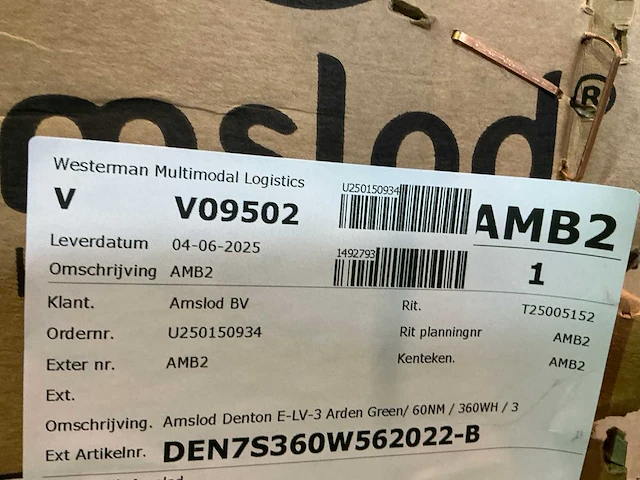 mslod®
Westerman Multimodal Logistics
V V09502
U250150934
AMB2
Leverdatum 04-06-2025
1492793
1
Omschrijving AMB2
Klant. Amslod BV
Rit. T25005152
Ordernr. U250150934
Rit planningnr AMB2
Exter nr. AMB2
Kenteken. AMB2
Ext.
Omschrijving. Amslod Denton E-LV-3 Arden Green/ 60NM / 360WH / 3
Ext Artikelnr. DEN7S360W562022-B